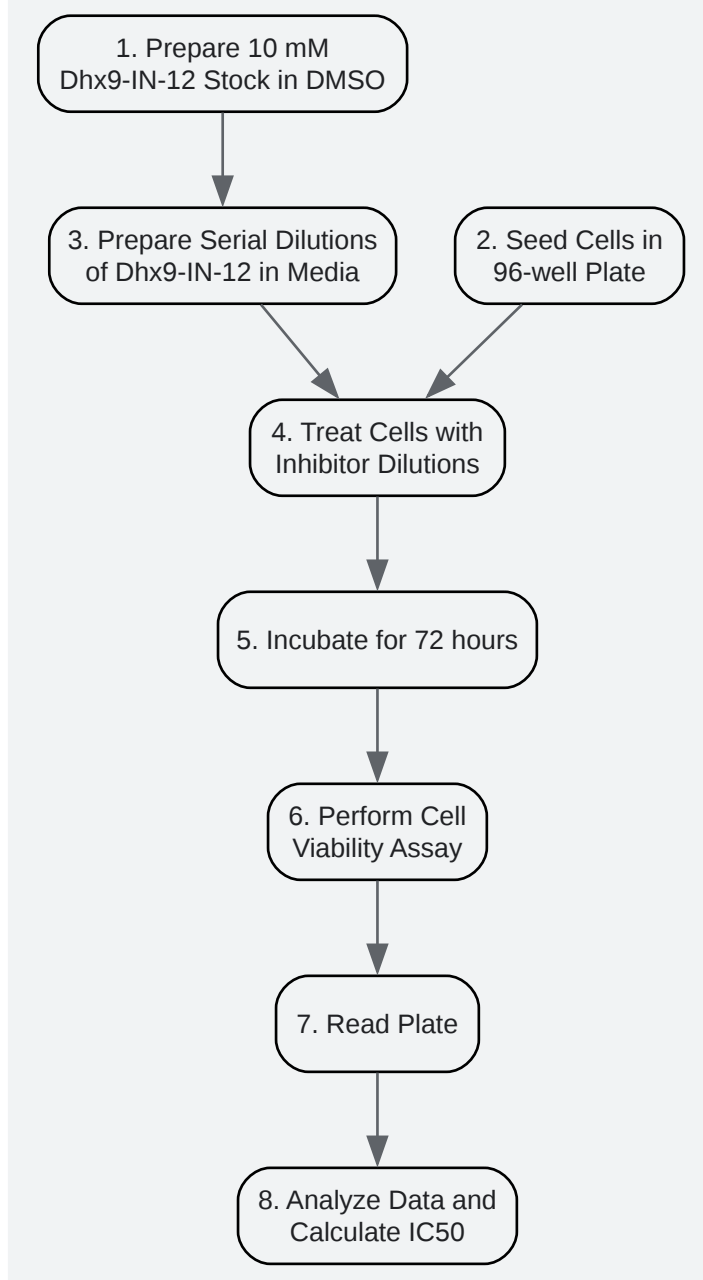 1. Prepare 10 mM
Dhx9-IN-12 Stock in DMSO
3. Prepare Serial Dilutions
of Dhx9-IN-12 in Media
2. Seed Cells in
96-well Plate
4. Treat Cells with
Inhibitor Dilutions
5. Incubate for 72 hours
6. Perform Cell
Viability Assay
7. Read Plate
8. Analyze Data and
Calculate IC50